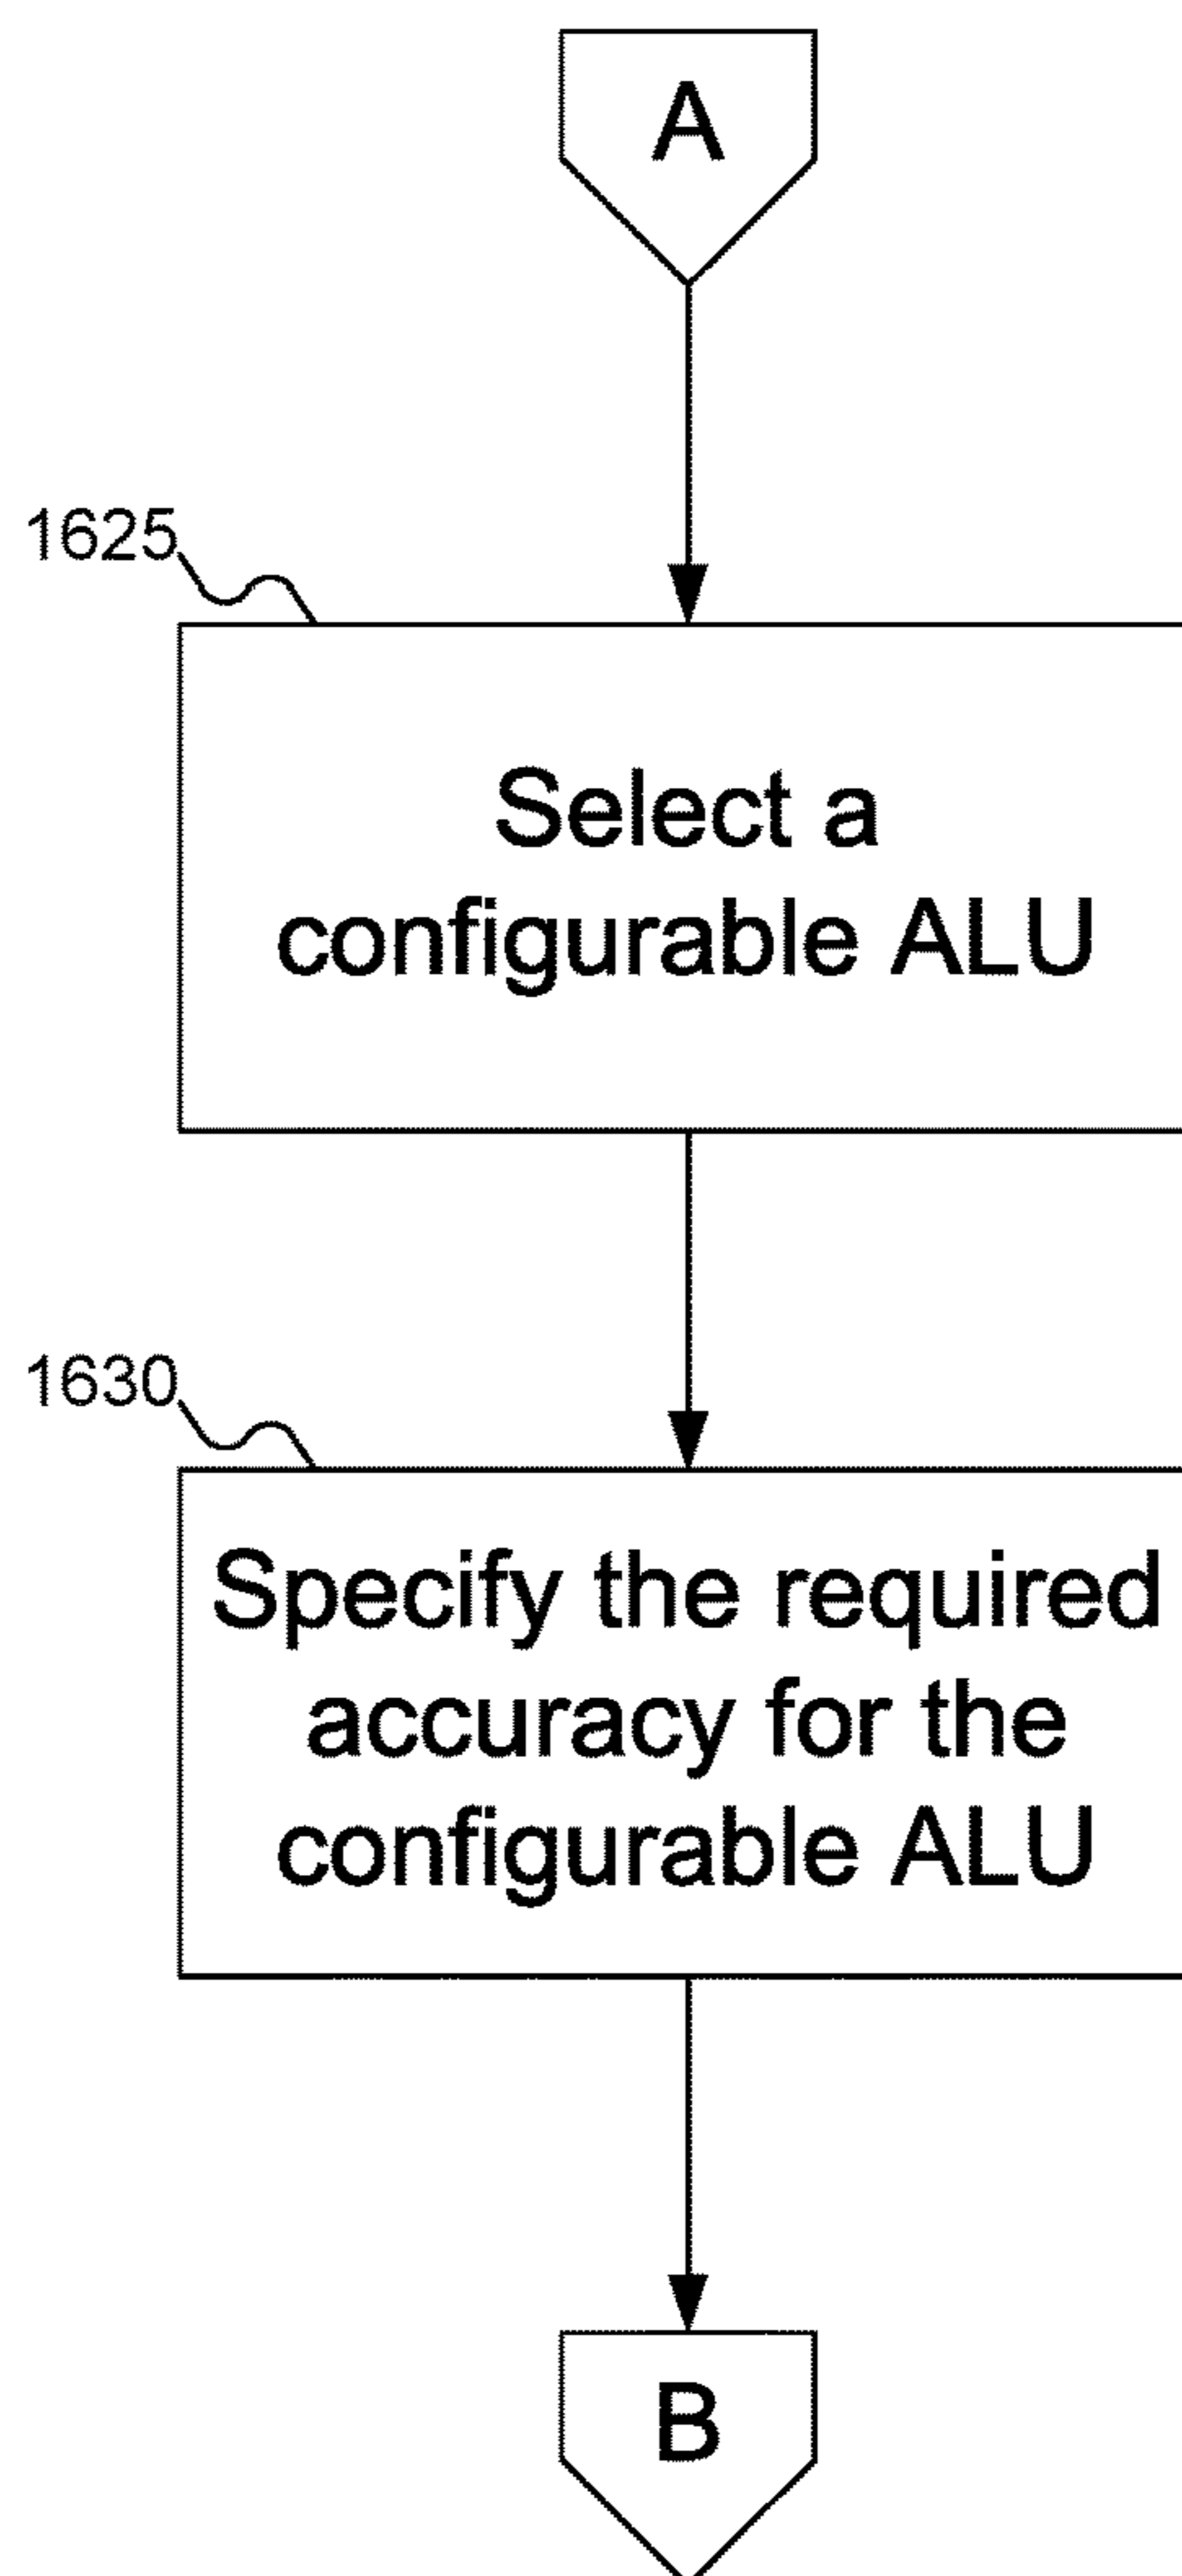 A
1625
Select a
configurable ALU
1630
Specify the required
accuracy for the
configurable ALU
B